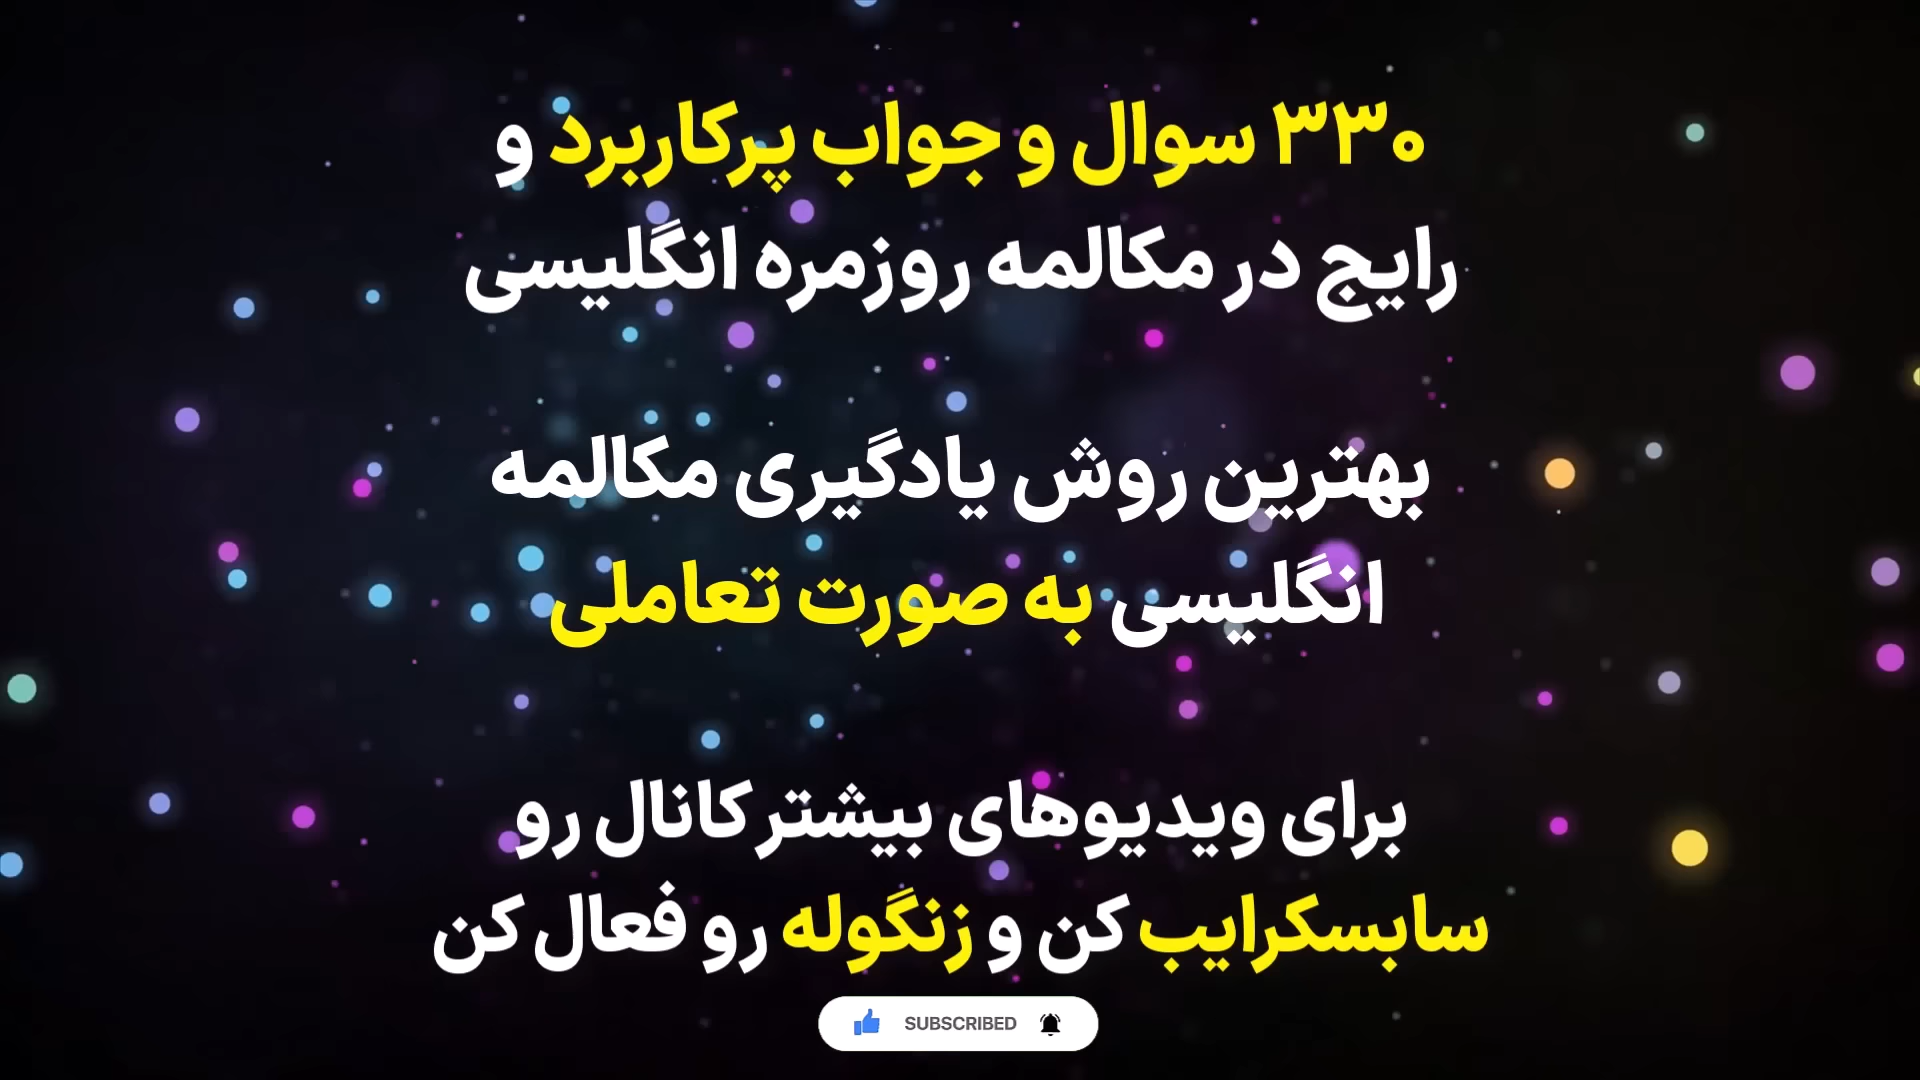 ۳۳۰ سوال و جواب پرکاربرد و
رایج در مکالمه روزمره انگلیسی
بهترین روش یادگیری مکالمه
انگلیسی به صورت تعاملی
برای ویدیوهای بیشتر کانال رو
سابسکرایب کن و زنگوله رو فعال کن
SUBSCRIBED